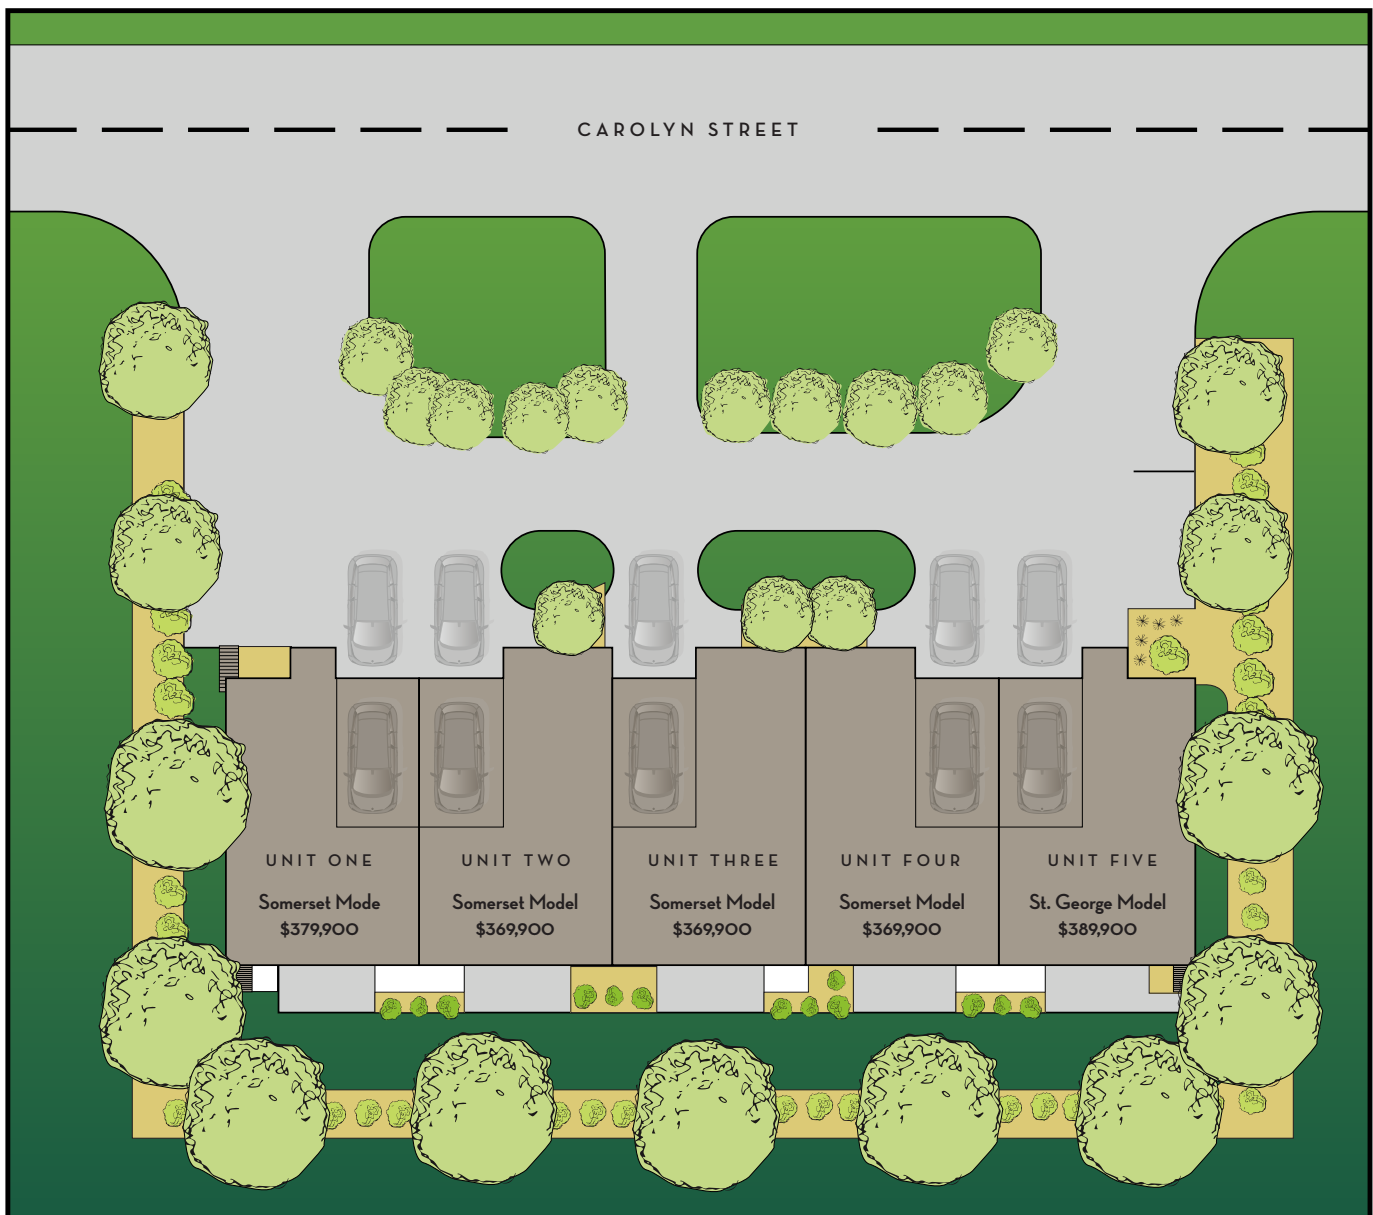 CAROLYN STREET
UNIT ONE
Somerset Mode
$379,900
UNIT TWO
Somerset Model
$369,900
UNIT THREE
Somerset Model
$369,900
UNIT FOUR
Somerset Model
$369,900
UNIT FIVE
St. George Model
$389,900